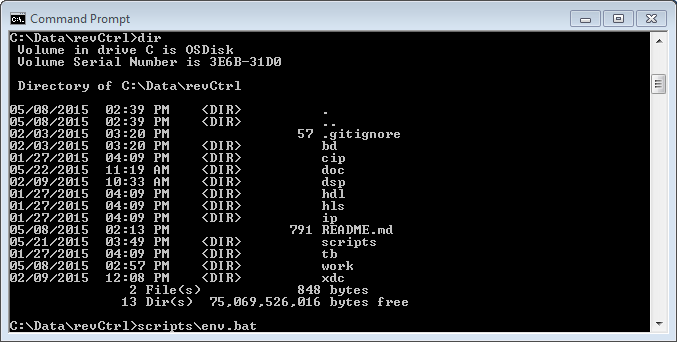 Command Prompt
C:\Data\revCtrl>dir
 Volume in drive C is OSDisk
 Volume Serial Number is 3E6B-31D0
 Directory of C:\Data\revCtrl
05/08/2015  02:39 PM    <DIR>          .
05/08/2015  02:39 PM    <DIR>          ..
02/03/2015  03:20 PM                57 .gitignore
02/03/2015  03:20 PM    <DIR>          bd
01/27/2015  04:09 PM    <DIR>          cip
05/22/2015  11:19 AM    <DIR>          doc
02/09/2015  10:33 AM    <DIR>          dsp
01/27/2015  04:09 PM    <DIR>          hdl
01/27/2015  04:09 PM    <DIR>          hls
01/27/2015  04:09 PM    <DIR>          ip
05/08/2015  02:13 PM               791 README.md
05/21/2015  03:49 PM    <DIR>          scripts
01/27/2015  04:09 PM    <DIR>          tb
05/08/2015  02:57 PM    <DIR>          work
02/09/2015  12:08 PM    <DIR>          xdc
               2 File(s)            848 bytes
              13 Dir(s)  75,069,526,016 bytes free
C:\Data\revCtrl>scripts\env.bat